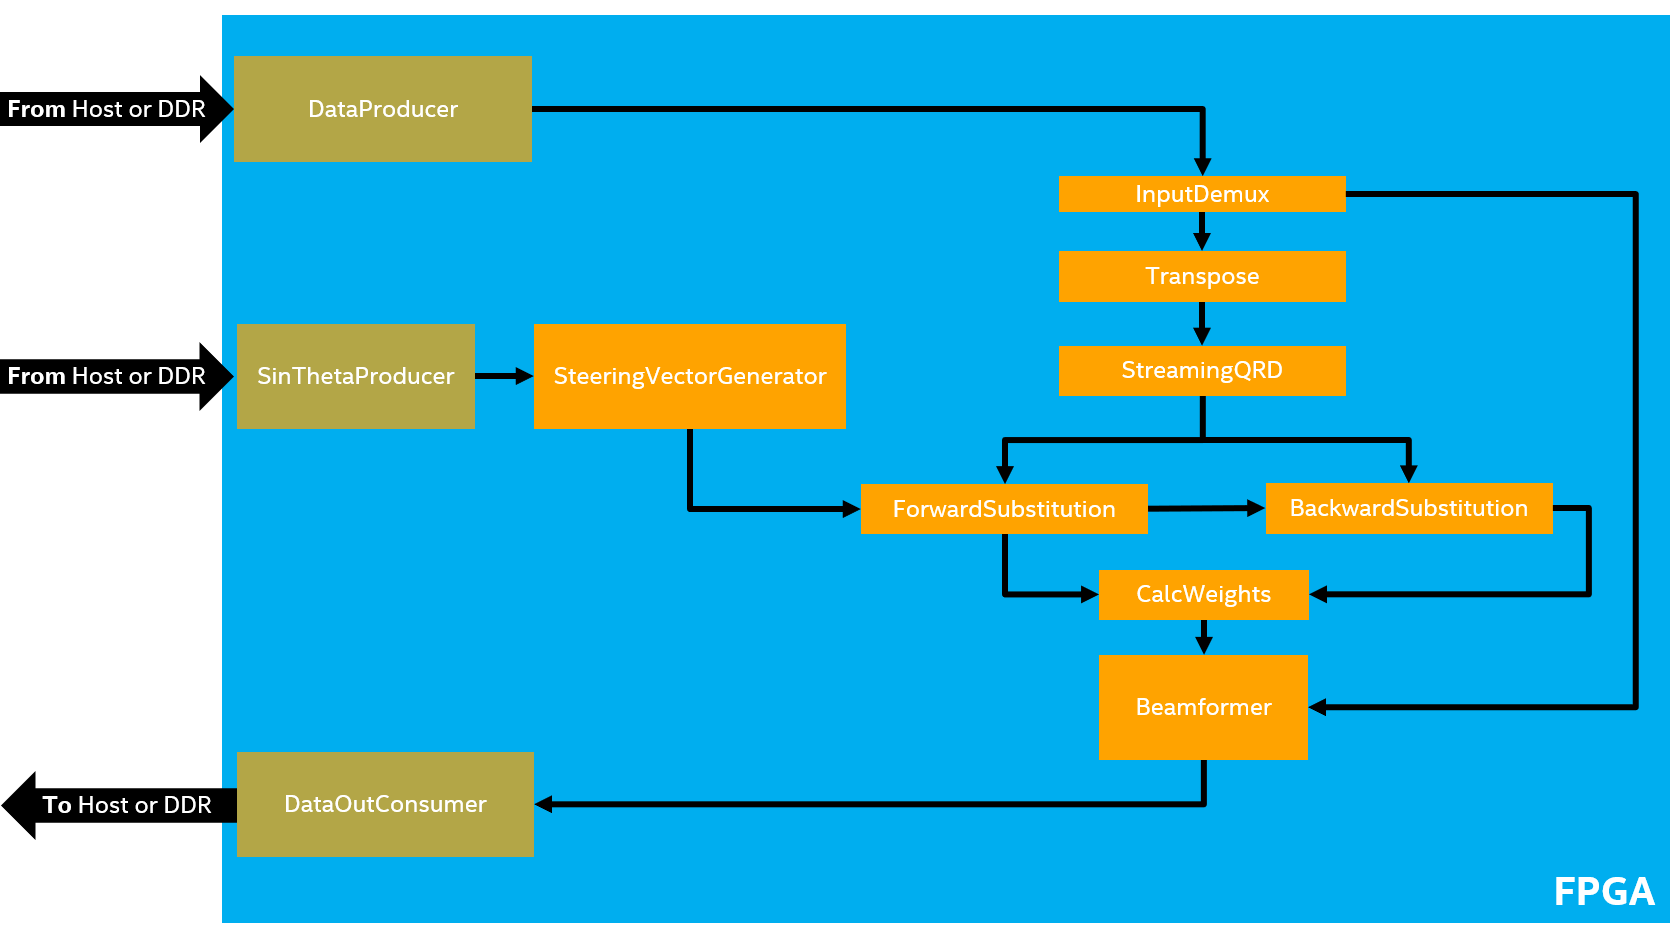 From Host or DDR
DataProducer
InputDemux
Transpose
StreamingQRD
From Host or DDR
SinThetaProducer
SteeringVectorGenerator
ForwardSubstitution
BackwardSubstitution
CalcWeights
Beamformer
To Host or DDR
DataOutConsumer
FPGA